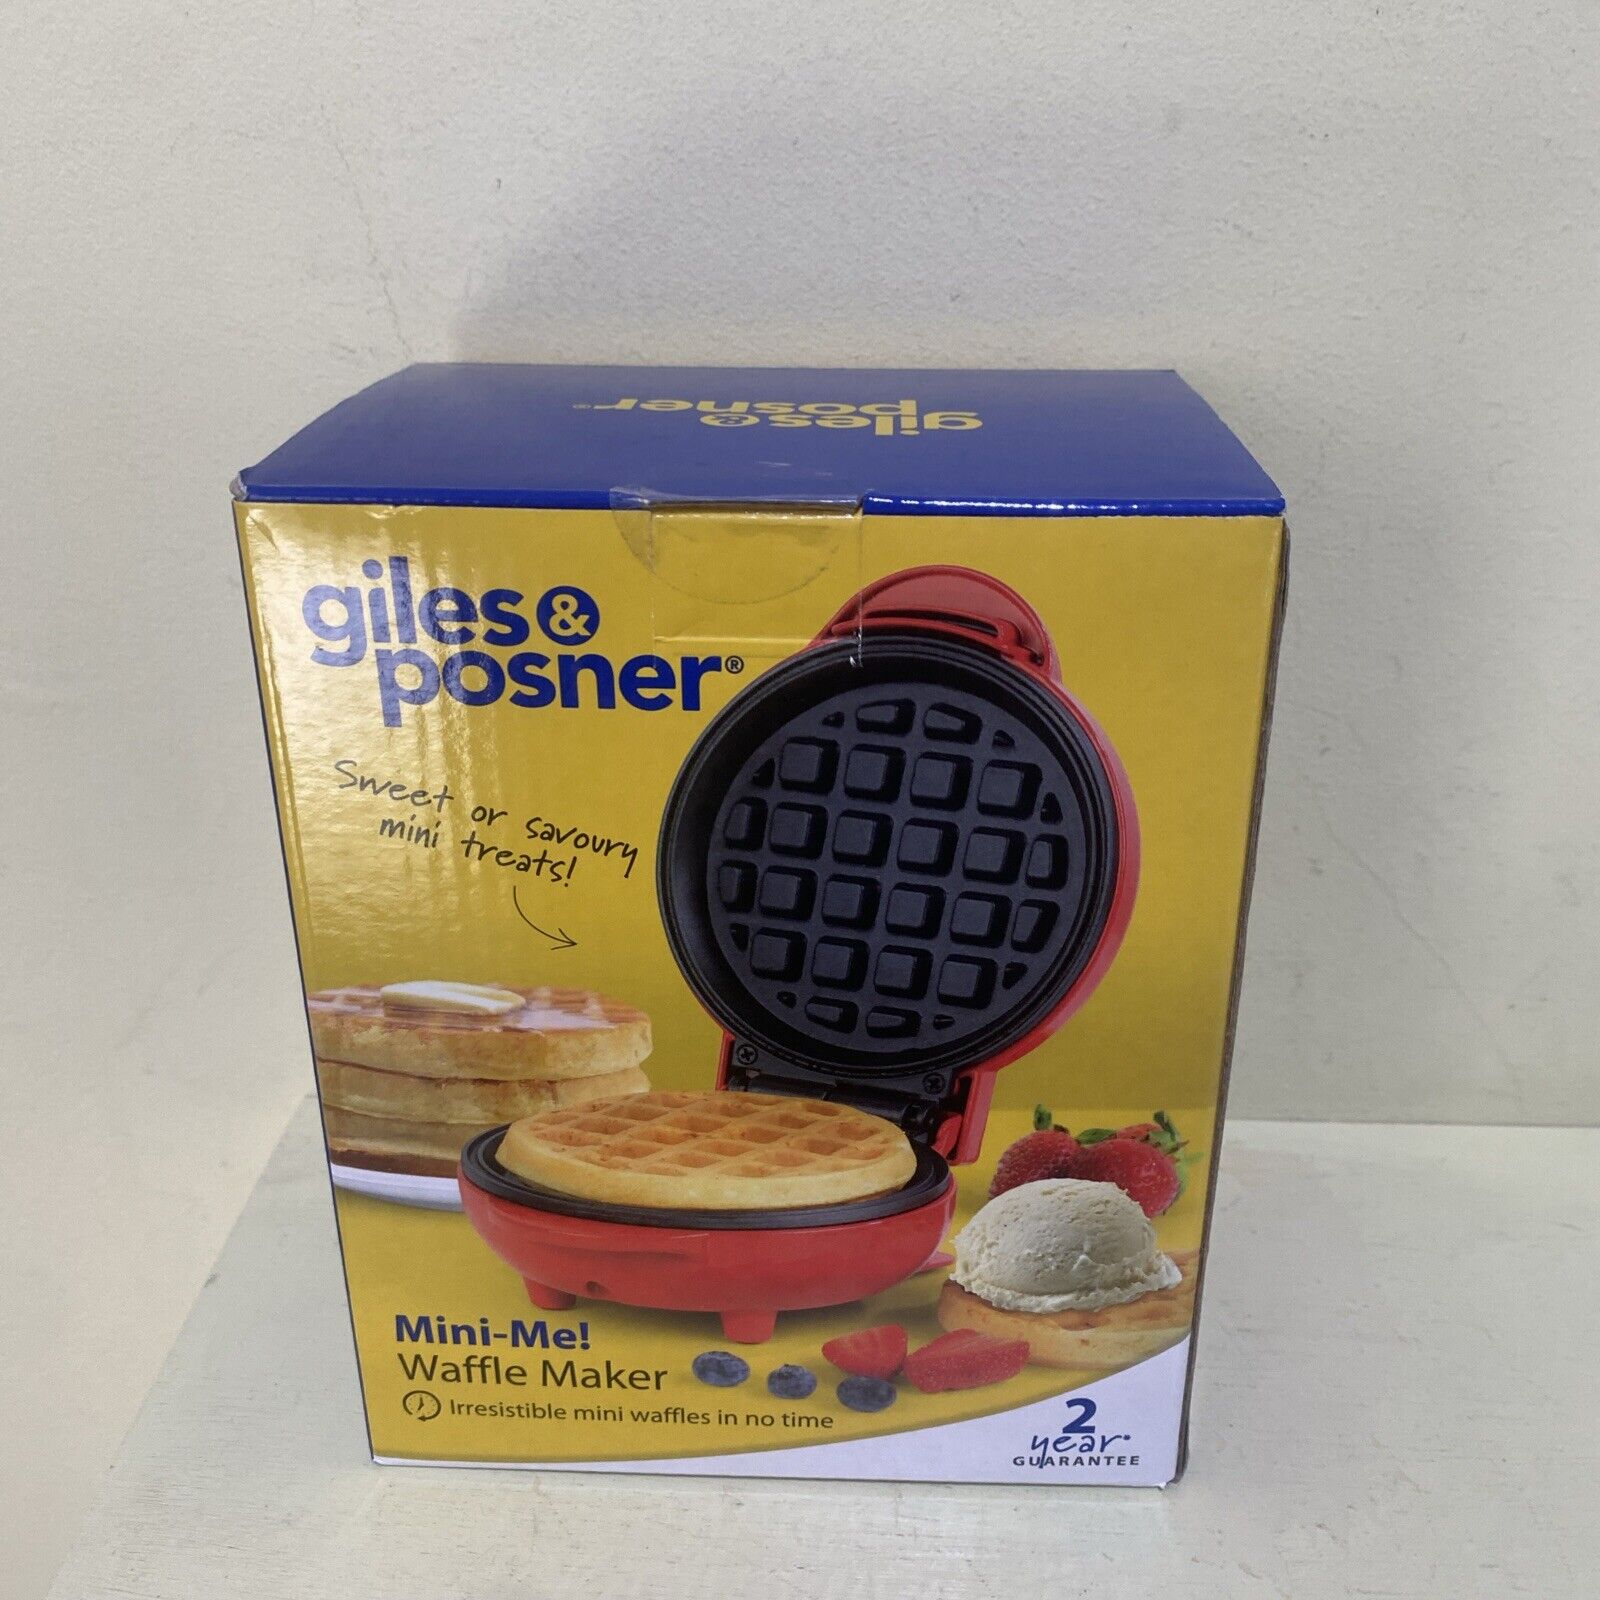 giles &
posner®
giles &
posner®
Sweet or savoury
mini treats!
Mini-Me!
Waffle Maker
Irresistible mini waffles in no time
2
year*
GUARANTEE